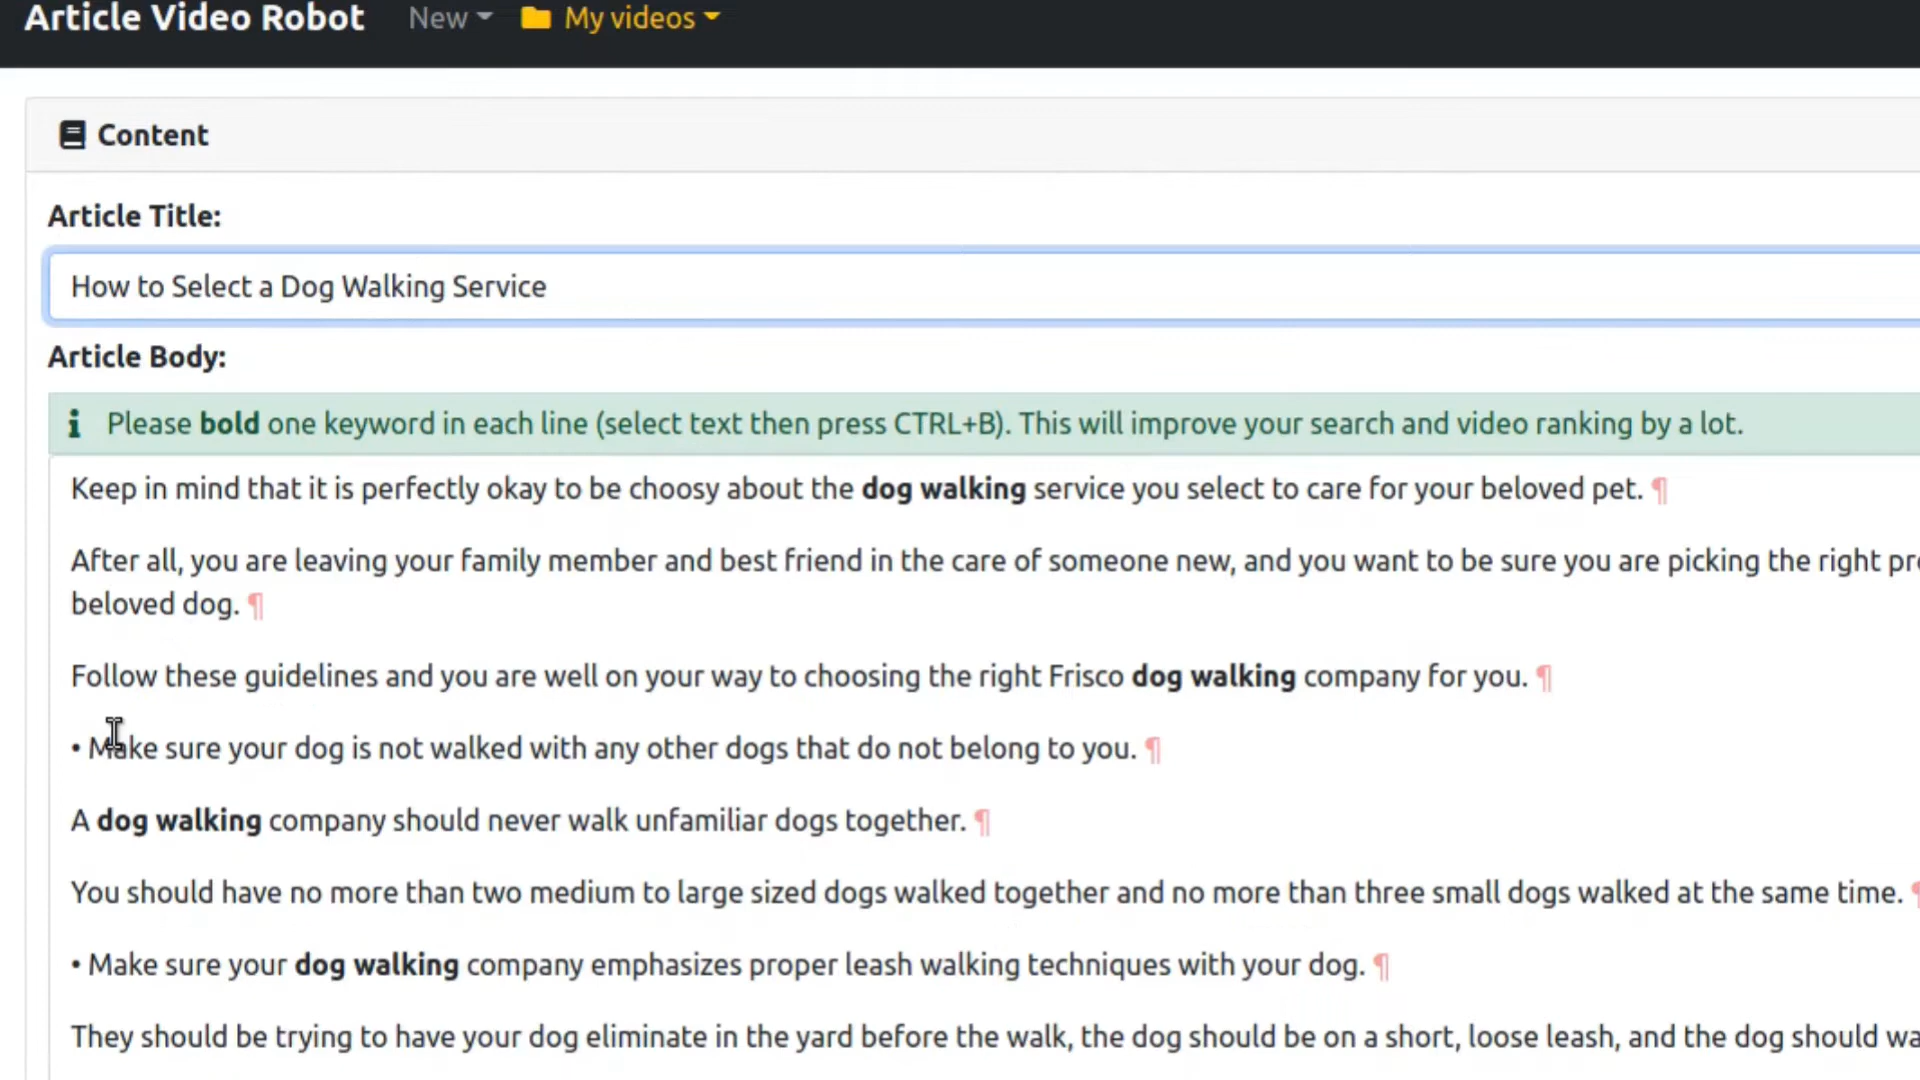 Article Video Robot New My videos
Content
Article Title:
How to Select a Dog Walking Service
Article Body:
Please bold one keyword in each line (select text then press CTRL+B). This will improve your search and video ranking by a lot.
Keep in mind that it is perfectly okay to be choosy about the dog walking service you select to care for your beloved pet. ¶
After all, you are leaving your family member and best friend in the care of someone new, and you want to be sure you are picking the right
beloved dog. ¶
Follow these guidelines and you are well on your way to choosing the right Frisco dog walking company for you. ¶
• Make sure your dog is not walked with any other dogs that do not belong to you. ¶
A dog walking company should never walk unfamiliar dogs together. ¶
You should have no more than two medium to large sized dogs walked together and no more than three small dogs walked at the same time. ¶
• Make sure your dog walking company emphasizes proper leash walking techniques with your dog. ¶
They should be trying to have your dog eliminate in the yard before the walk, the dog should be on a short, loose leash, and the dog should